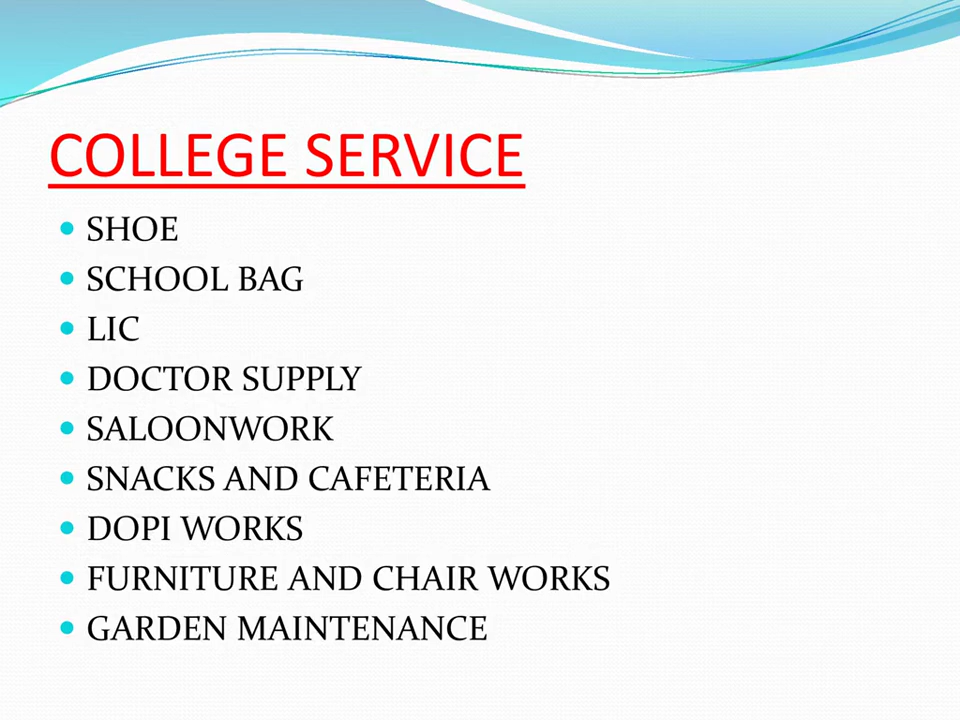 COLLEGE SERVICE
SHOE
SCHOOL BAG
LIC
DOCTOR SUPPLY
SALOONWORK
SNACKS AND CAFETERIA
DOPI WORKS
FURNITURE AND CHAIR WORKS
GARDEN MAINTENANCE